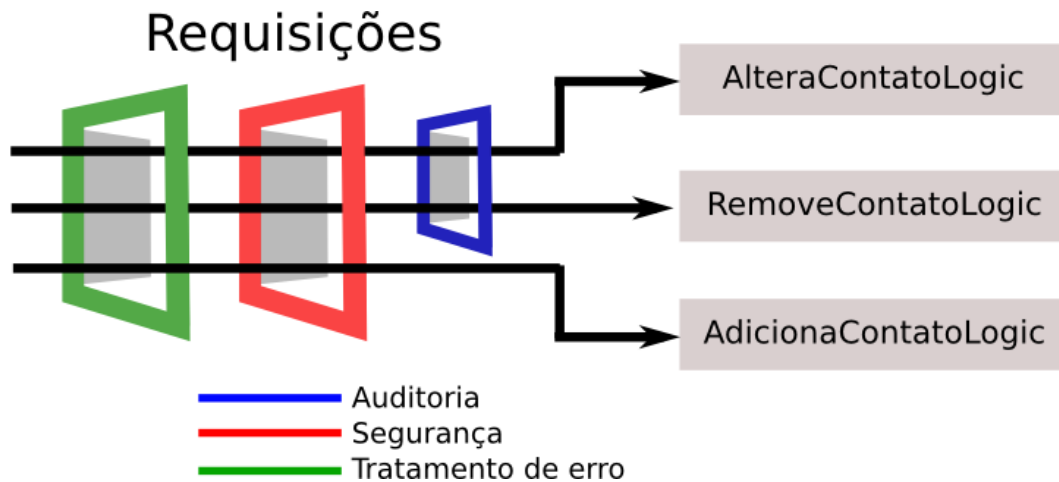 Requisições
AlteraContatoLogic
RemoveContatoLogic
AdicionaContatoLogic
Auditoria
Segurança
Tratamento de erro